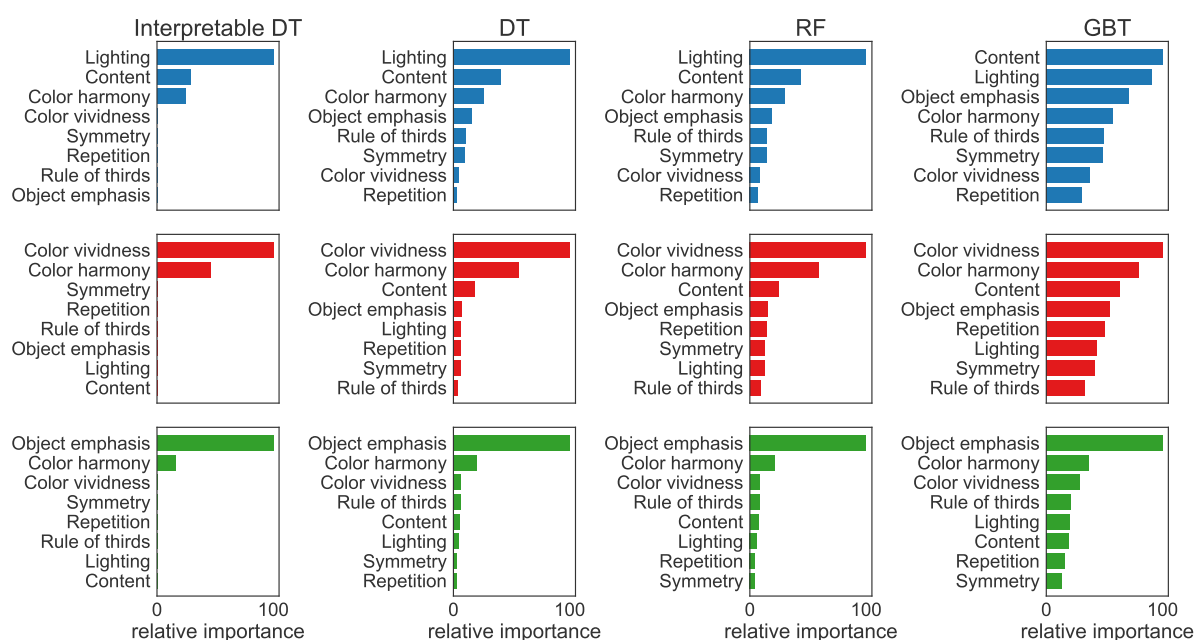 Interpretable DT
Lighting
Content
Color harmony
Color vividness
Symmetry
Repetition
Rule of thirds
Object emphasis
DT
Lighting
Content
Color harmony
Object emphasis
Rule of thirds
Symmetry
Color vividness
Repetition
RF
Lighting
Content
Color harmony
Object emphasis
Rule of thirds
Symmetry
Color vividness
Repetition
GBT
Content
Lighting
Object emphasis
Color harmony
Rule of thirds
Symmetry
Color vividness
Repetition
Color vividness
Color harmony
Symmetry
Repetition
Rule of thirds
Object emphasis
Lighting
Content
Color vividness
Color harmony
Content
Object emphasis
Lighting
Repetition
Symmetry
Rule of thirds
Color vividness
Color harmony
Content
Object emphasis
Repetition
Symmetry
Lighting
Rule of thirds
Color vividness
Color harmony
Content
Object emphasis
Repetition
Lighting
Symmetry
Rule of thirds
Object emphasis
Color harmony
Color vividness
Symmetry
Repetition
Rule of thirds
Lighting
Content
0 100
relative importance
Object emphasis
Color harmony
Color vividness
Rule of thirds
Content
Lighting
Symmetry
Repetition
0 100
relative importance
Object emphasis
Color harmony
Color vividness
Rule of thirds
Content
Lighting
Repetition
Symmetry
0 100
relative importance
Object emphasis
Color harmony
Color vividness
Rule of thirds
Lighting
Content
Repetition
Symmetry
0 100
relative importance